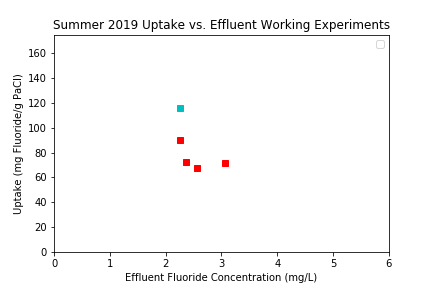 Summer 2019 Uptake vs. Effluent Working Experiments
160
140
120
100
80
60
40
20
0
Uptake (mg Fluoride/g PaCl)
0 1 2 3 4 5 6
Effluent Fluoride Concentration (mg/L)